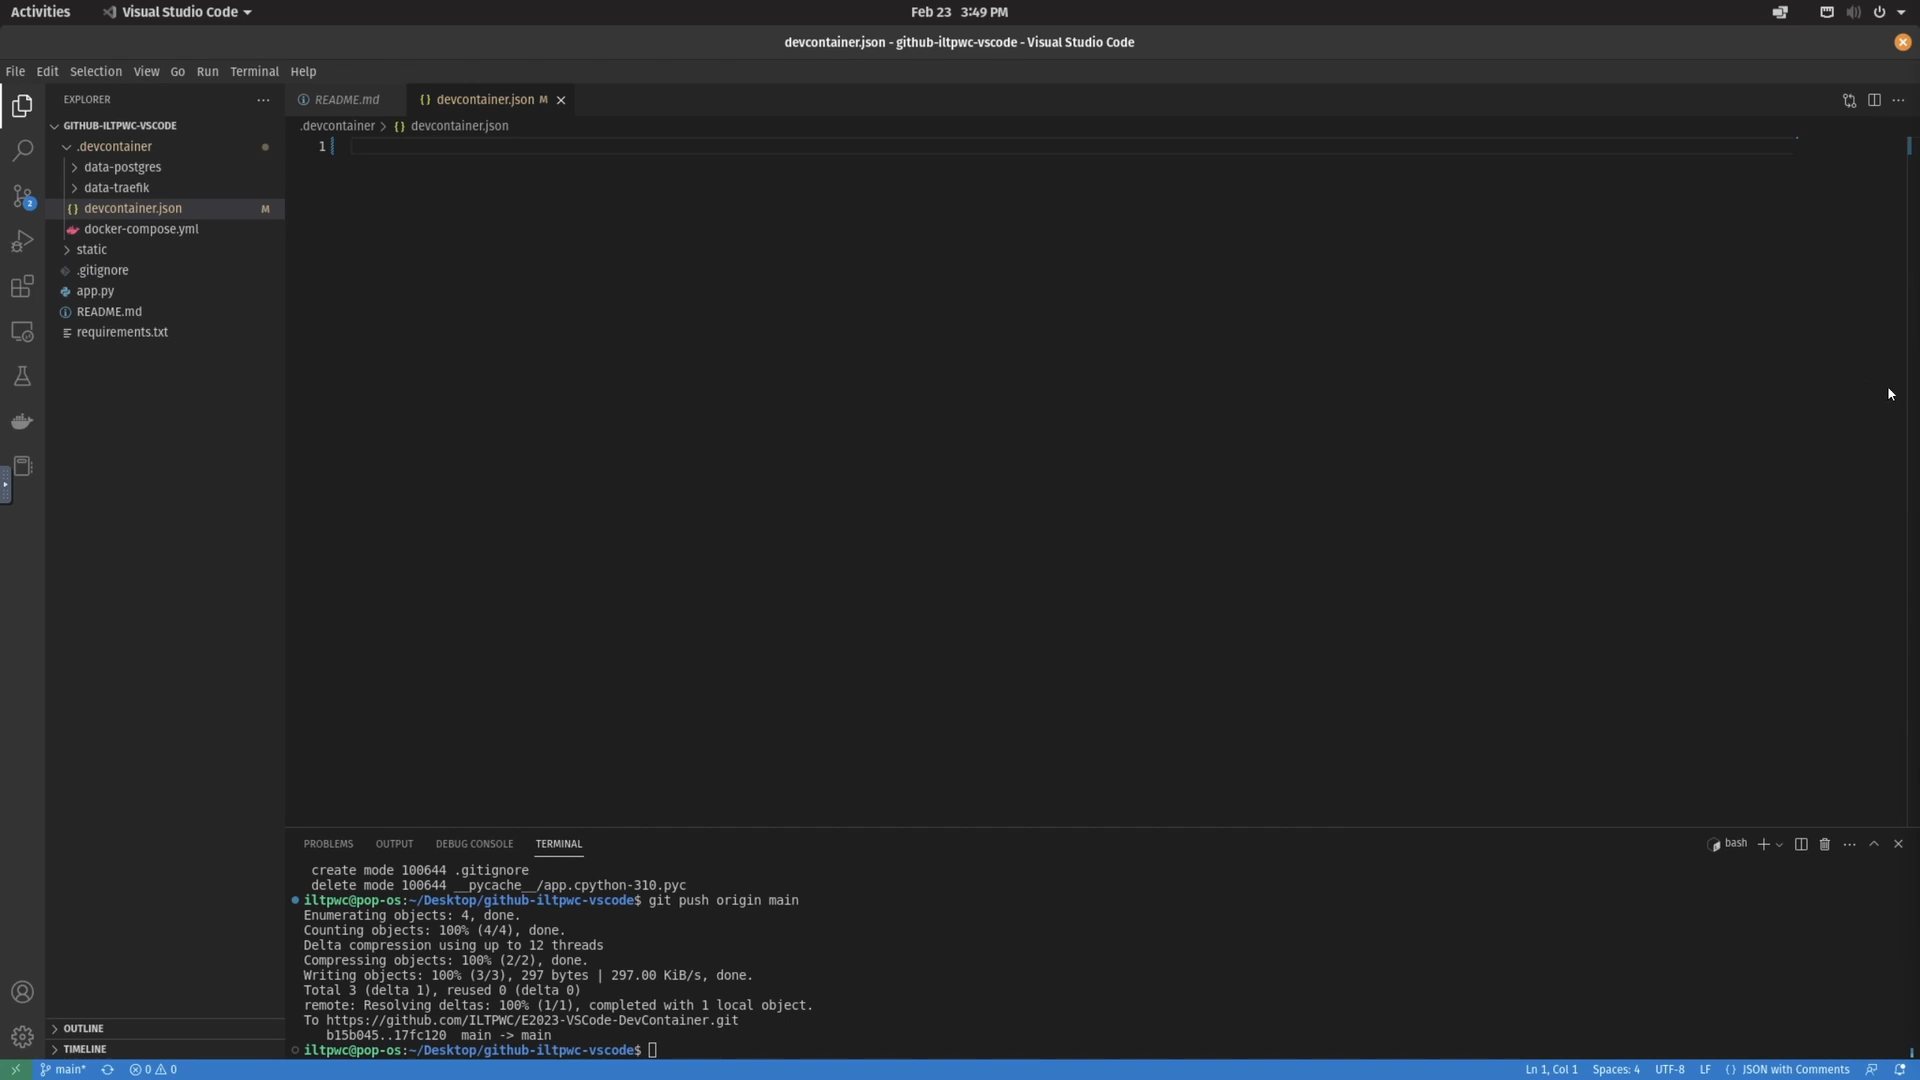 Activities Visual Studio Code Feb 23 3:49 PM
devcontainer.json - github-iltpwc-vscode - Visual Studio Code
File Edit Selection View Go Run Terminal Help
EXPLORER
README.md
{} devcontainer.json M
GITHUB-ILTPWC-VSCODE
.devcontainer > {} devcontainer.json
.devcontainer
1
data-postgres
data-traefik
2
{} devcontainer.json M
docker-compose.yml
static
.gitignore
app.py
README.md
requirements.txt
PROBLEMS OUTPUT DEBUG CONSOLE TERMINAL
bash
create mode 100644 .gitignore
delete mode 100644 __pycache__/app.cpython-310.pyc
iltpwc@pop-os:~/Desktop/github-iltpwc-vscode$ git push origin main
Enumerating objects: 4, done.
Counting objects: 100% (4/4), done.
Delta compression using up to 12 threads
Compressing objects: 100% (2/2), done.
Writing objects: 100% (3/3), 297 bytes | 297.00 KiB/s, done.
Total 3 (delta 1), reused 0 (delta 0)
remote: Resolving deltas: 100% (1/1), completed with 1 local object.
To https://github.com/ILTPWC/E2023-VSCode-DevContainer.git
b15b045..17fc120 main -> main
iltpwc@pop-os:~/Desktop/github-iltpwc-vscode$
OUTLINE
TIMELINE
main* 0 0 Ln 1, Col 1 Spaces: 4 UTF-8 LF {} JSON with Comments